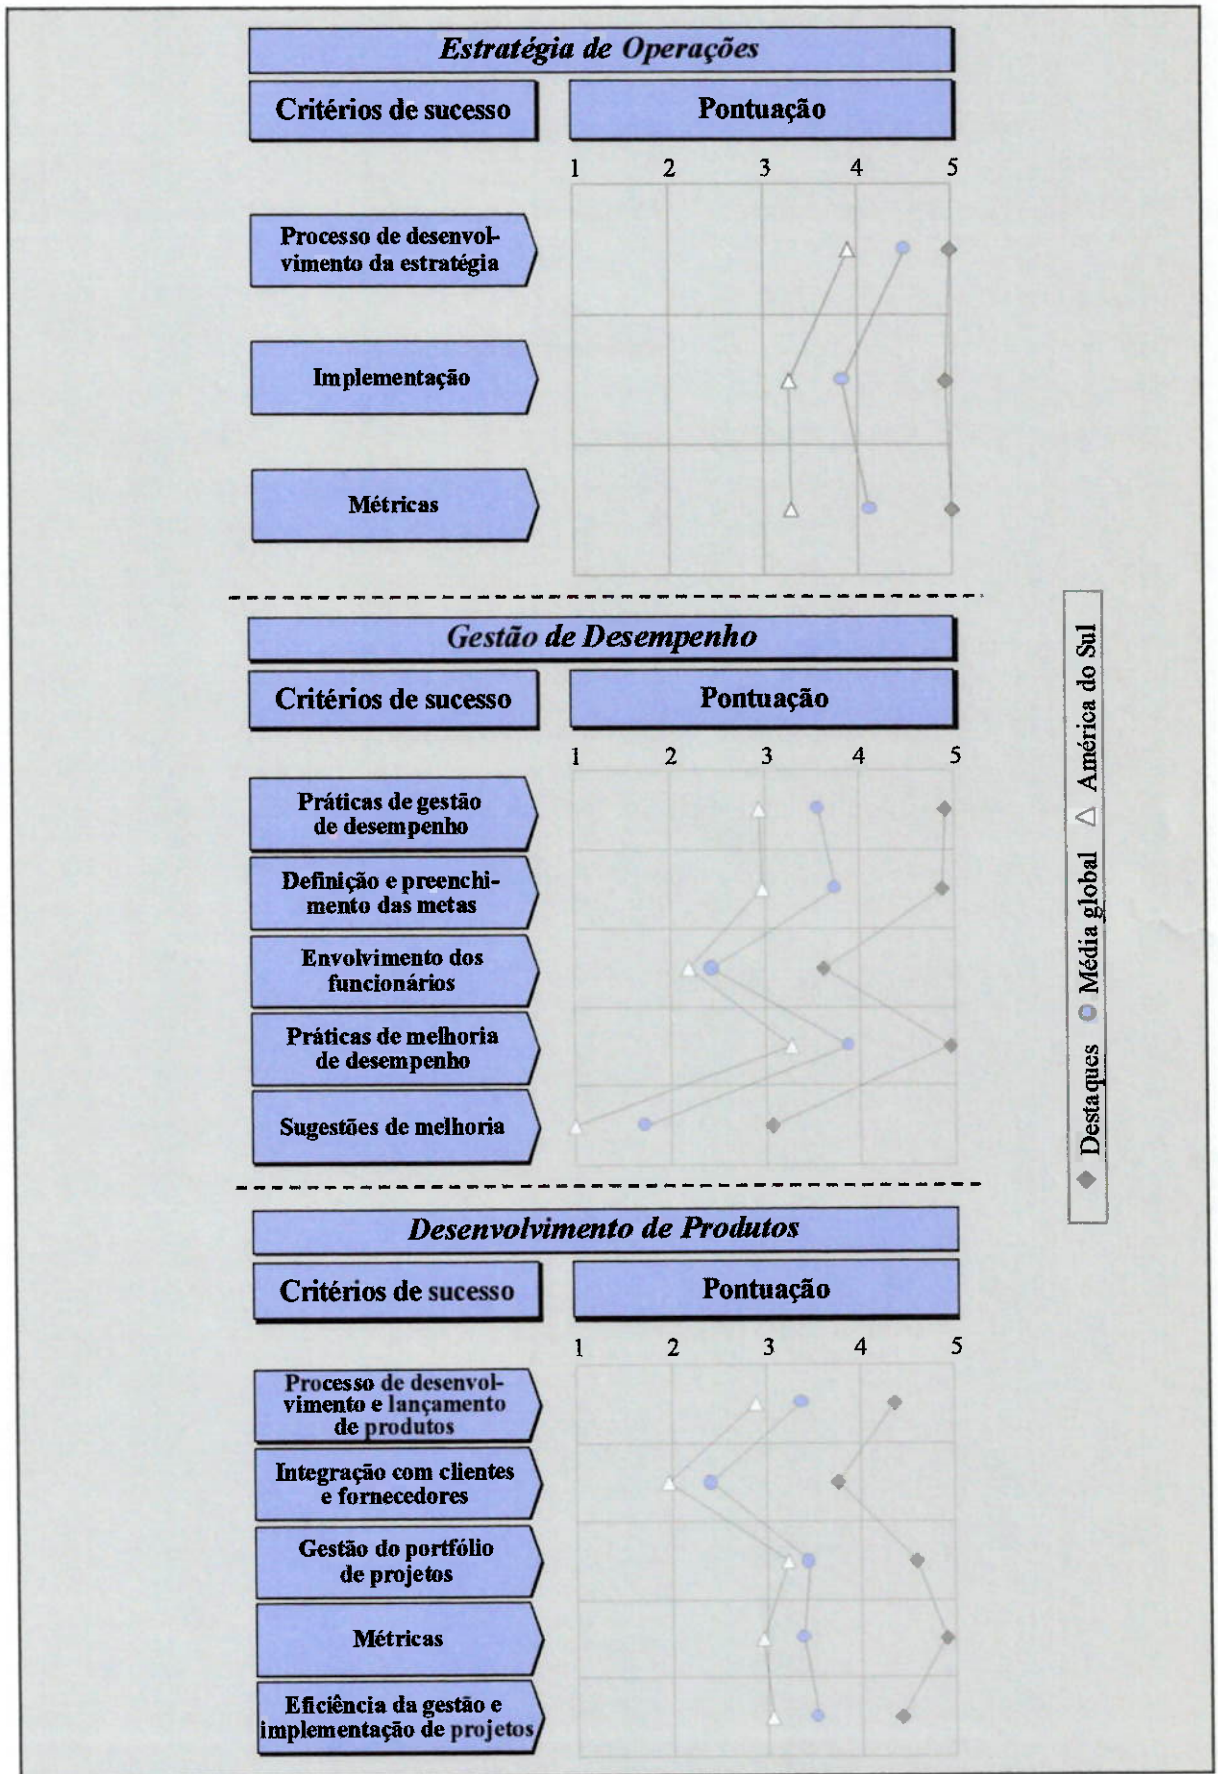 Estratégia de Operações
Critérios de sucesso
Pontuação
1 2 3 4 5
Processo de desenvol-
vimento da estratégia
Implementação
Métricas
Gestão de Desempenho
Critérios de sucesso
Pontuação
1 2 3 4 5
Práticas de gestão
de desempenho
Definição e preenchi-
mento das metas
Envolvimento dos
funcionários
Práticas de melhoria
de desempenho
Sugestões de melhoria
Desenvolvimento de Produtos
Critérios de sucesso
Pontuação
1 2 3 4 5
Processo de desenvol-
vimento e lançamento
de produtos
Integração com clientes
e fornecedores
Gestão do portfólio
de projetos
Métricas
Eficiência da gestão e
implementação de projetos
Destaques Média global América do Sul